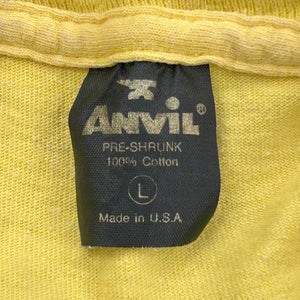 ANVIL®
PRE-SHRUNK
100% Cotton
L
Made in U.S.A